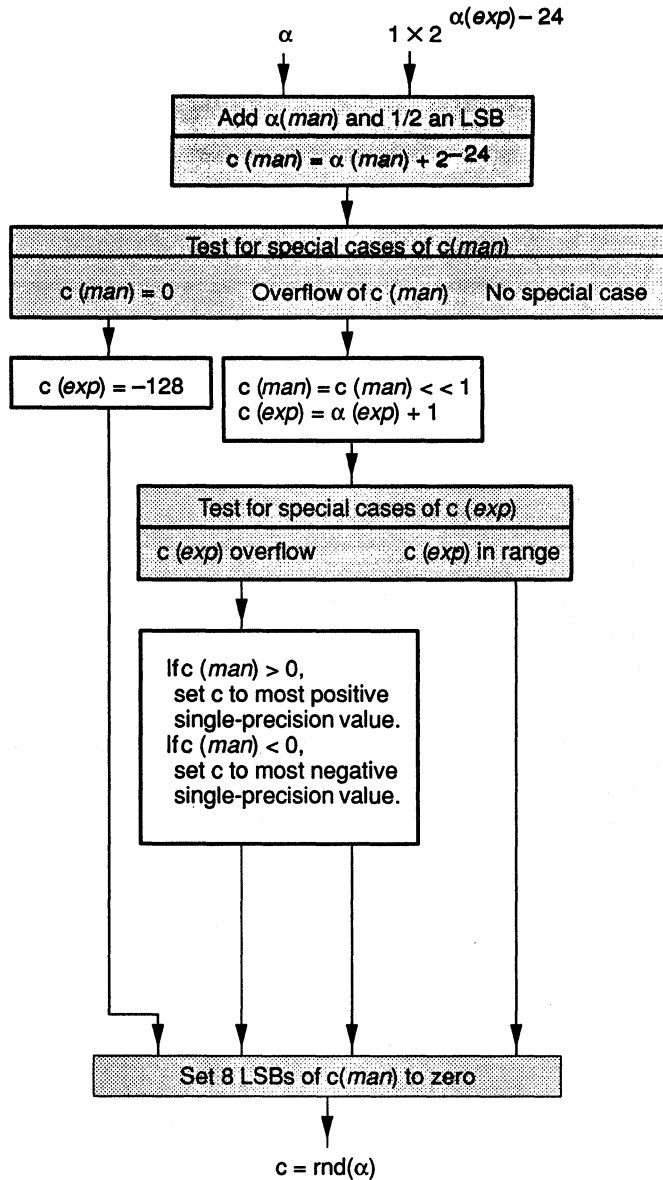 α 1 × 2 α(exp) – 24
Add α(man) and 1/2 an LSB
c (man) = α (man) + 2–24
Test for special cases of c(man)
c (man) = 0 Overflow of c (man) No special case
c (exp) = –128
c (man) = c (man) < < 1
c (exp) = α (exp) + 1
Test for special cases of c (exp)
c (exp) overflow c (exp) in range
If c (man) > 0,
set c to most positive
single-precision value.
If c (man) < 0,
set c to most negative
single-precision value.
Set 8 LSBs of c(man) to zero
c = rnd(α)